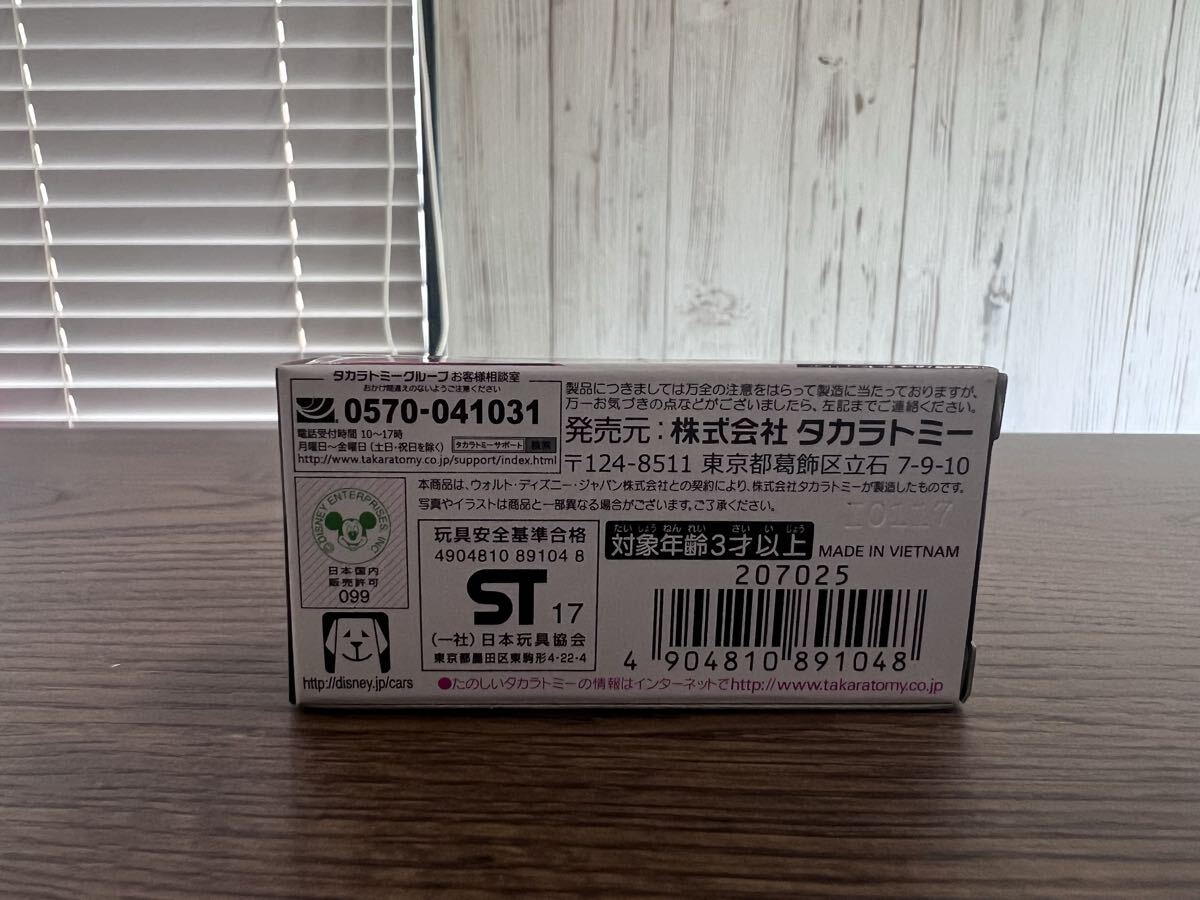 タカラトミーグループ お客様相談室
おかけ間違えのないようご注意ください
0570-041031
電話受付時間 10〜17時
月曜日〜金曜日 (土日・祝日を除く)
タカラトミーサポート 検索
http://www.takaratomy.co.jp/support/index.html
製品につきましては万全の注意をはらって製造に当たっておりますが、
万一お気づきの点などがございましたら、左記までご連絡ください。
発売元：株式会社 タカラトミー
〒124-8511 東京都葛飾区立石 7-9-10
本商品は、ウォルト・ディズニー・ジャパン株式会社との契約により、株式会社タカラトミーが製造したものです。
写真やイラストは商品と一部異なる場合がございます。ご了承ください。
©DISNEY ENTERPRISES INC
日本国内
販売許可
099
http://disney.jp/cars
玩具安全基準合格
4904810 89104 8
ST 17
(一社)日本玩具協会
東京都墨田区東駒形4-22-4
たいしょうねんれい さいいじょう
対象年齢3才以上
MADE IN VIETNAM
207025
4 904810 891048
●たのしいタカラトミーの情報はインターネットでhttp://www.takaratomy.co.jp